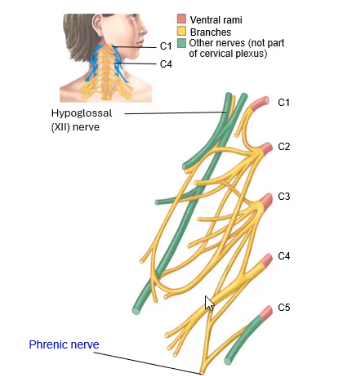 Ventral rami
Branches
Other nerves (not part
of cervical plexus)
C1
C4
Hypoglossal
(XII) nerve
C1
C2
C3
C4
C5
Phrenic nerve